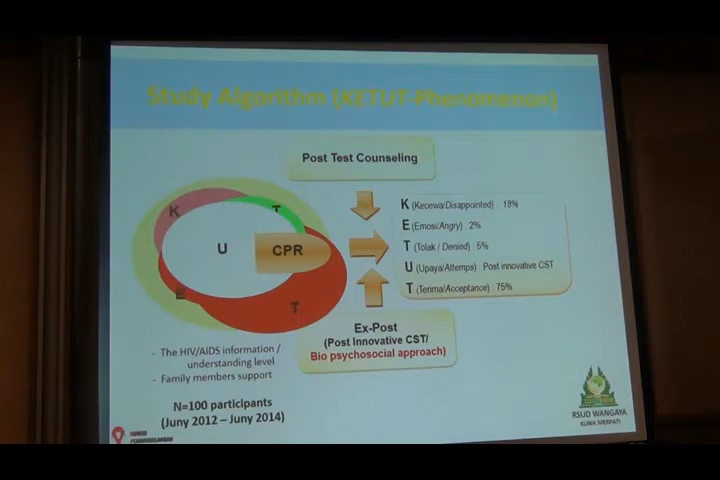 Study Algorithm (KETUT-Phenomenon)
Post Test Counseling
K
T
U
CPR
E
T
K (Kecewa/Disappointed) : 18%
E (Emosi/Angry) : 2%
T (Tolak / Denied) : 5%
U (Upaya/Attemps) : Post innovative CST
T (Terima/Acceptance) : 75%
Ex-Post
(Post Innovative CST/
Bio psychosocial approach)
- The HIV/AIDS information /
understanding level
- Family members support
N=100 participants
(Juny 2012 – Juny 2014)
RSUD WANGAYA
KLINIK MERPATI